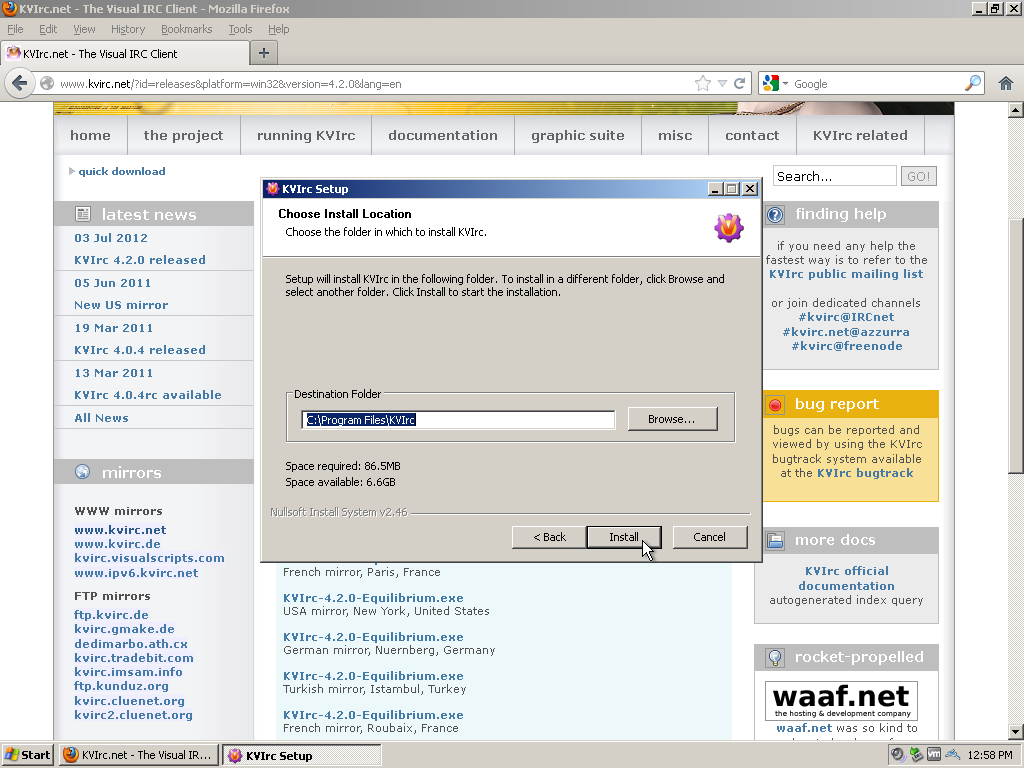 KVIrc.net - The Visual IRC Client - Mozilla Firefox
File Edit View History Bookmarks Tools Help
KVIrc.net - The Visual IRC Client
www.kvirc.net/?id=releases&platform=win32&version=4.2.0&lang=en
Google
home the project running KVIrc documentation graphic suite misc contact KVIrc related
quick download
Search... GO!
latest news
03 Jul 2012
KVIrc 4.2.0 released
05 Jun 2011
New US mirror
19 Mar 2011
KVIrc 4.0.4 released
13 Mar 2011
KVIrc 4.0.4rc available
All News
mirrors
WWW mirrors
www.kvirc.net
www.kvirc.de
kvirc.visualscripts.com
www.ipv6.kvirc.net
FTP mirrors
ftp.kvirc.de
kvirc.gmake.de
dedimarbo.ath.cx
kvirc.tradebit.com
kvirc.imsam.info
ftp.kunduz.org
kvirc.cluenet.org
kvirc2.cluenet.org
KVIrc Setup
Choose Install Location
Choose the folder in which to install KVIrc.
Setup will install KVIrc in the following folder. To install in a different folder, click Browse and
select another folder. Click Install to start the installation.
Destination Folder
C:\Program Files\KVIrc
Browse...
Space required: 86.5MB
Space available: 6.6GB
Nullsoft Install System v2.46
< Back Install Cancel
French mirror, Paris, France
KVIrc-4.2.0-Equilibrium.exe
USA mirror, New York, United States
KVIrc-4.2.0-Equilibrium.exe
German mirror, Nuernberg, Germany
KVIrc-4.2.0-Equilibrium.exe
Turkish mirror, Istambul, Turkey
KVIrc-4.2.0-Equilibrium.exe
French mirror, Roubaix, France
finding help
if you need any help the
fastest way is to refer to the
KVIrc public mailing list
or join dedicated channels
#kvirc@IRCnet
#kvirc.net@azzurra
#kvirc@freenode
bug report
bugs can be reported and
viewed by using the KVIrc
bugtrack system available
at the KVIrc bugtrack
more docs
KVIrc official
documentation
autogenerated index query
rocket-propelled
waaf.net
the hosting & development company
waaf.net was so kind to
Start KVIrc.net - The Visual IR... KVIrc Setup 12:58 PM